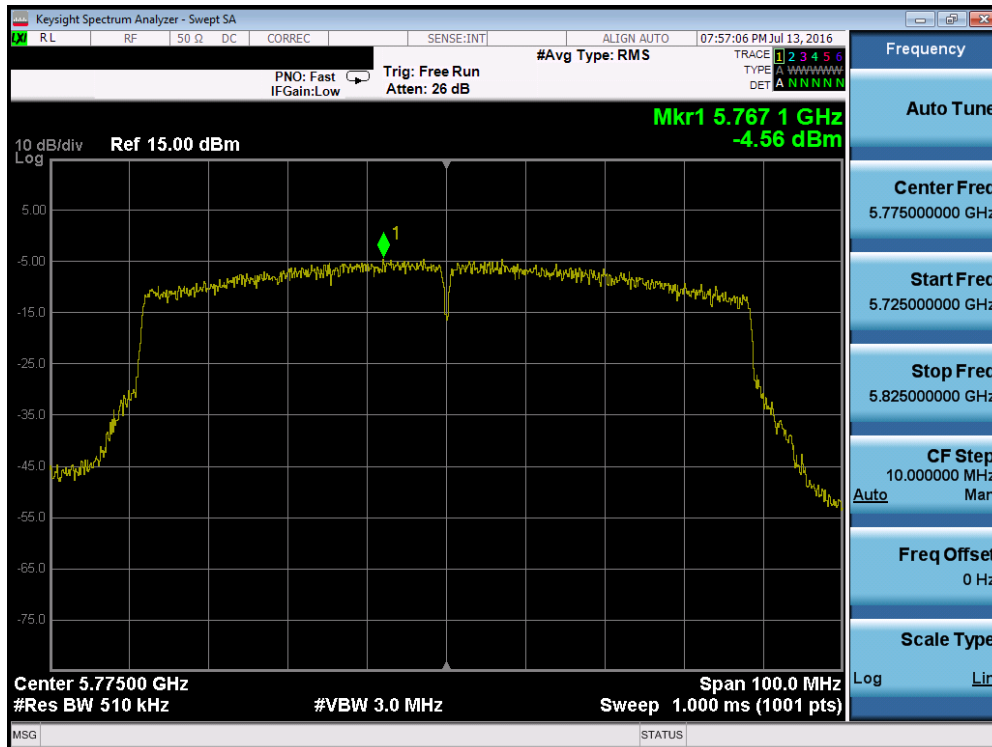 Keysight Spectrum Analyzer - Swept SA
LXI RL RF 50 Ω DC CORREC SENSE:INT ALIGN AUTO 07:57:06 PM Jul 13, 2016
PNO: Fast
IFGain:Low
Trig: Free Run
Atten: 26 dB
#Avg Type: RMS
TRACE 1 2 3 4 5 6
TYPE A WWWWW
DET A N N N N N
Mkr1 5.767 1 GHz
-4.56 dBm
10 dB/div
Log
Ref 15.00 dBm
1
5.00
-5.00
-15.0
-25.0
-35.0
-45.0
-55.0
-65.0
-75.0
Center 5.77500 GHz
Span 100.0 MHz
#Res BW 510 kHz
#VBW 3.0 MHz
Sweep 1.000 ms (1001 pts)
MSG
STATUS
Frequency
Auto Tune
Center Freq
5.775000000 GHz
Start Freq
5.725000000 GHz
Stop Freq
5.825000000 GHz
CF Step
10.000000 MHz
Auto Man
Freq Offset
0 Hz
Scale Type
Log Lin